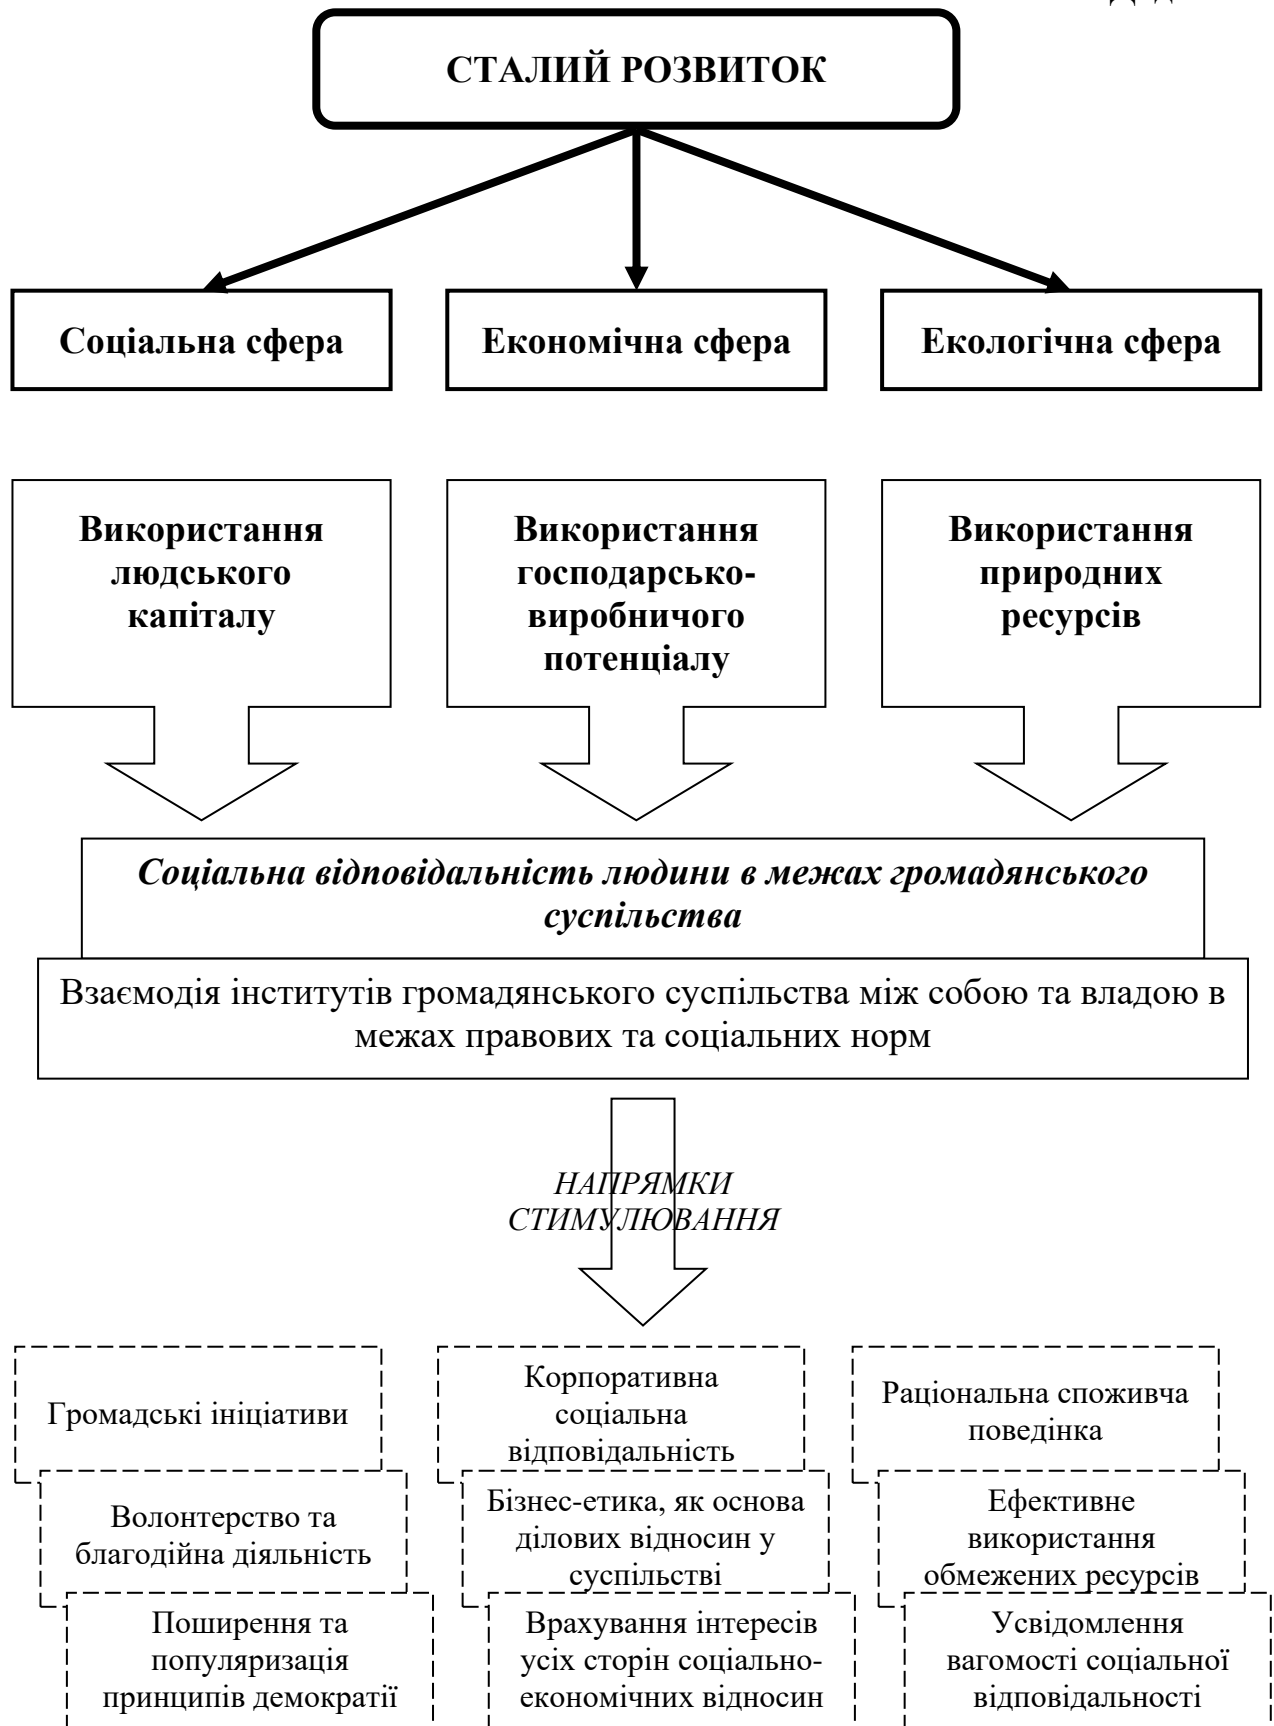 СТАЛИЙ РОЗВИТОК
Соціальна сфера
Економічна сфера
Екологічна сфера
Використання
людського
капіталу
Використання
господарсько-
виробничого
потенціалу
Використання
природних
ресурсів
Соціальна відповідальність людини в межах громадянського
суспільства
Взаємодія інститутів громадянського суспільства між собою та владою в
межах правових та соціальних норм
НАПРЯМКИ
СТИМУЛЮВАННЯ
Громадські ініціативи
Волонтерство та
благодійна діяльність
Поширення та
популяризація
принципів демократії
Корпоративна
соціальна
відповідальність
Бізнес-етика, як основа
ділових відносин у
суспільстві
Врахування інтересів
усіх сторін соціально-
економічних відносин
Раціональна споживча
поведінка
Ефективне
використання
обмежених ресурсів
Усвідомлення
вагомості соціальної
відповідальності